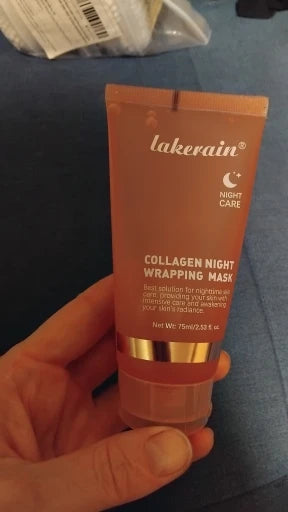 lakerain®
NIGHT
CARE
COLLAGEN NIGHT
WRAPPING MASK
Best solution for nighttime skin
care, providing your skin with
intensive care and awakening
your skin's radiance.
Net Wt: 75ml/2.53 fl. oz